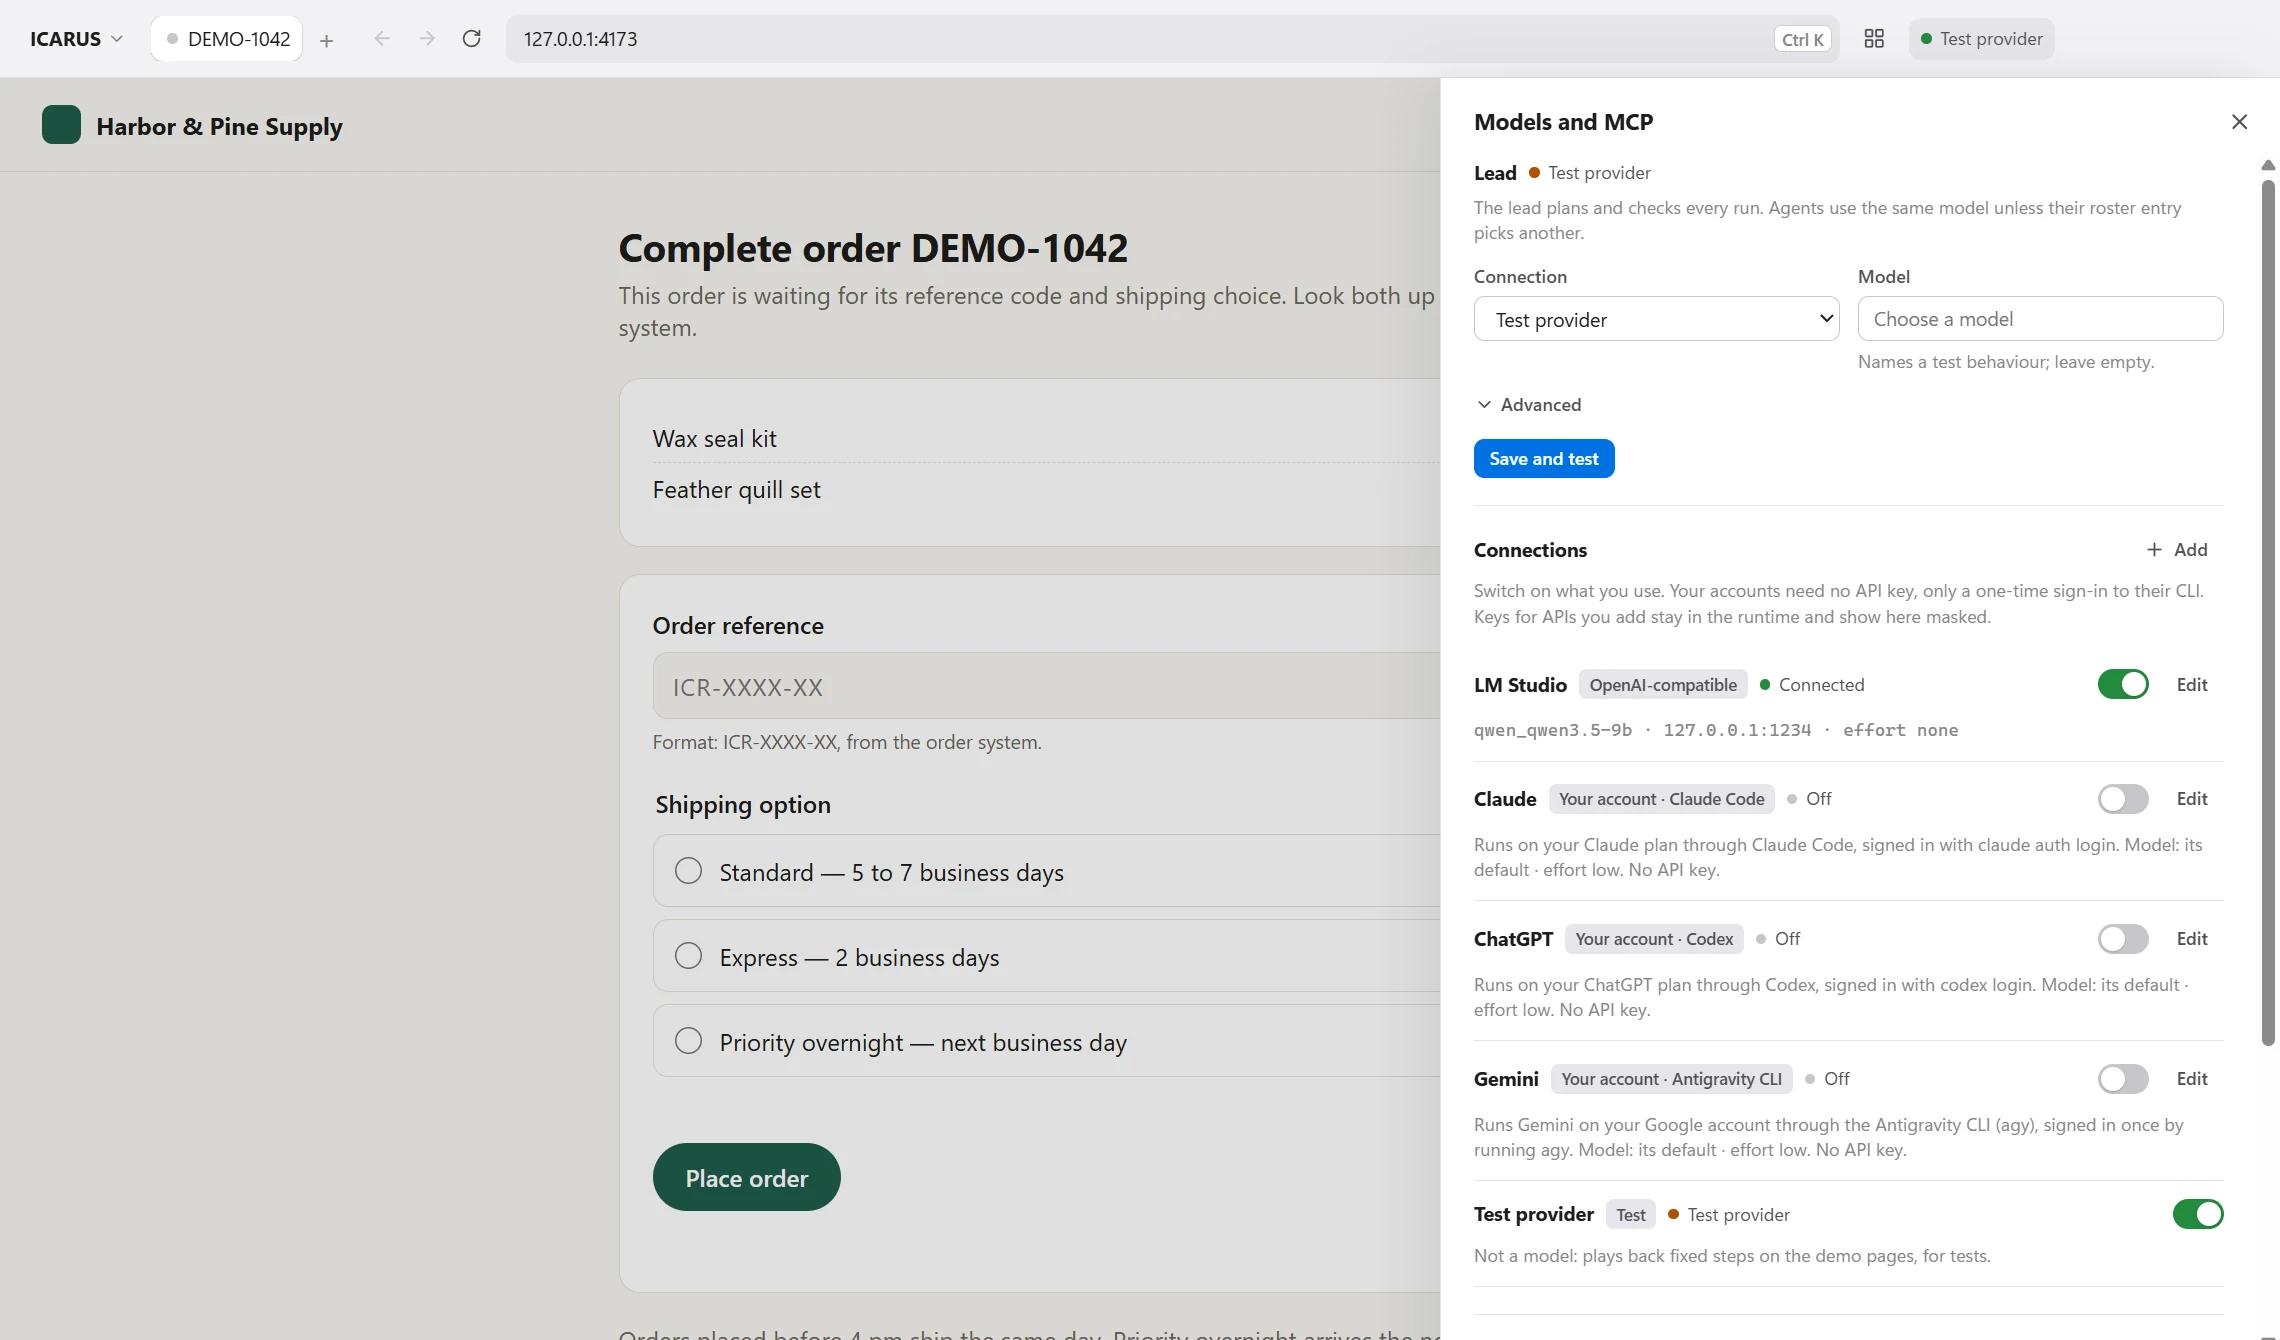 ICARUS
DEMO-1042
127.0.0.1:4173
Ctrl K
Test provider
Harbor & Pine Supply
Complete order DEMO-1042
This order is waiting for its reference code and shipping choice. Look both up
system.
Wax seal kit
Feather quill set
Order reference
ICR-XXXX-XX
Format: ICR-XXXX-XX, from the order system.
Shipping option
Standard — 5 to 7 business days
Express — 2 business days
Priority overnight — next business day
Place order
Orders placed before 4 pm ship the same day. Priority overnight arrives the
Models and MCP
Lead Test provider
The lead plans and checks every run. Agents use the same model unless their roster entry
picks another.
Connection
Model
Test provider
Choose a model
Names a test behaviour; leave empty.
Advanced
Save and test
Connections
Add
Switch on what you use. Your accounts need no API key, only a one-time sign-in to their CLI.
Keys for APIs you add stay in the runtime and show here masked.
LM Studio OpenAI-compatible Connected Edit
qwen_qwen3.5-9b · 127.0.0.1:1234 · effort none
Claude Your account · Claude Code Off Edit
Runs on your Claude plan through Claude Code, signed in with claude auth login. Model: its
default · effort low. No API key.
ChatGPT Your account · Codex Off Edit
Runs on your ChatGPT plan through Codex, signed in with codex login. Model: its default ·
effort low. No API key.
Gemini Your account · Antigravity CLI Off Edit
Runs Gemini on your Google account through the Antigravity CLI (agy), signed in once by
running agy. Model: its default · effort low. No API key.
Test provider Test Test provider
Not a model: plays back fixed steps on the demo pages, for tests.